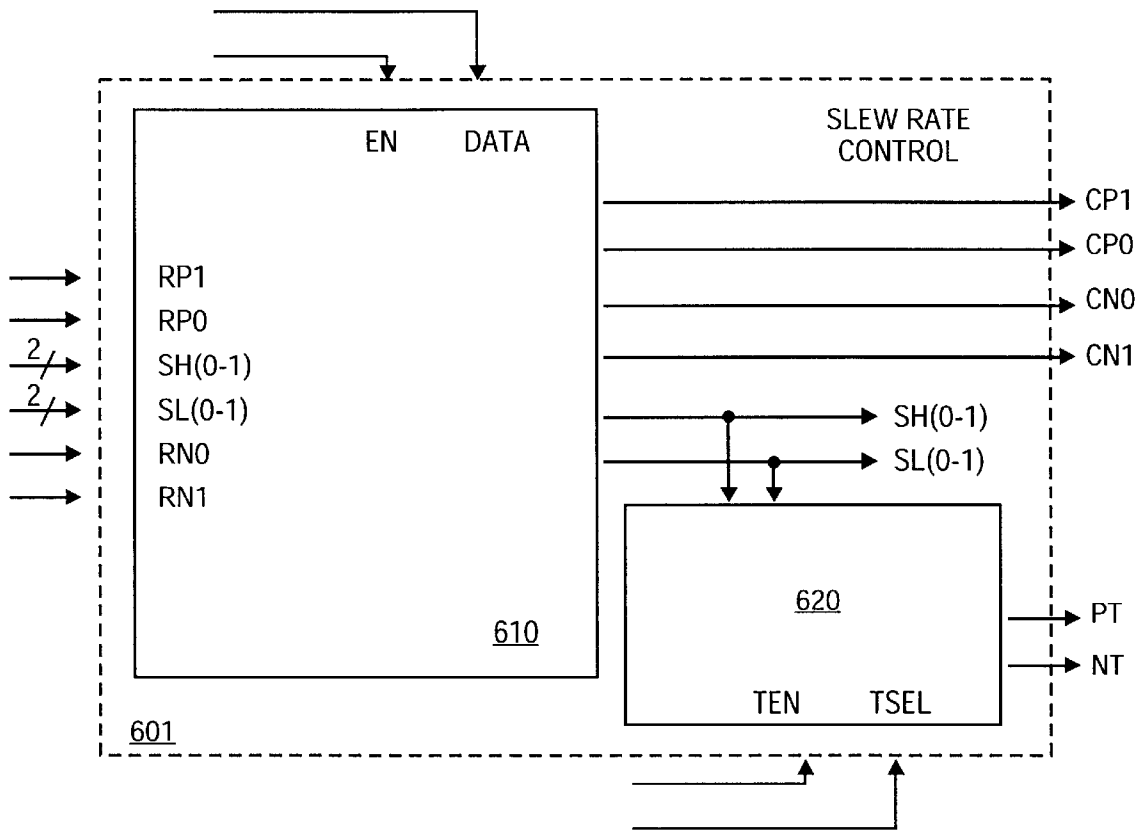 EN DATA
SLEW RATE
CONTROL
CP1
CP0
CN0
CN1
RP1
RP0
2
SH(0-1)
2
SL(0-1)
RN0
RN1
SH(0-1)
SL(0-1)
620
610
PT
NT
TEN TSEL
601